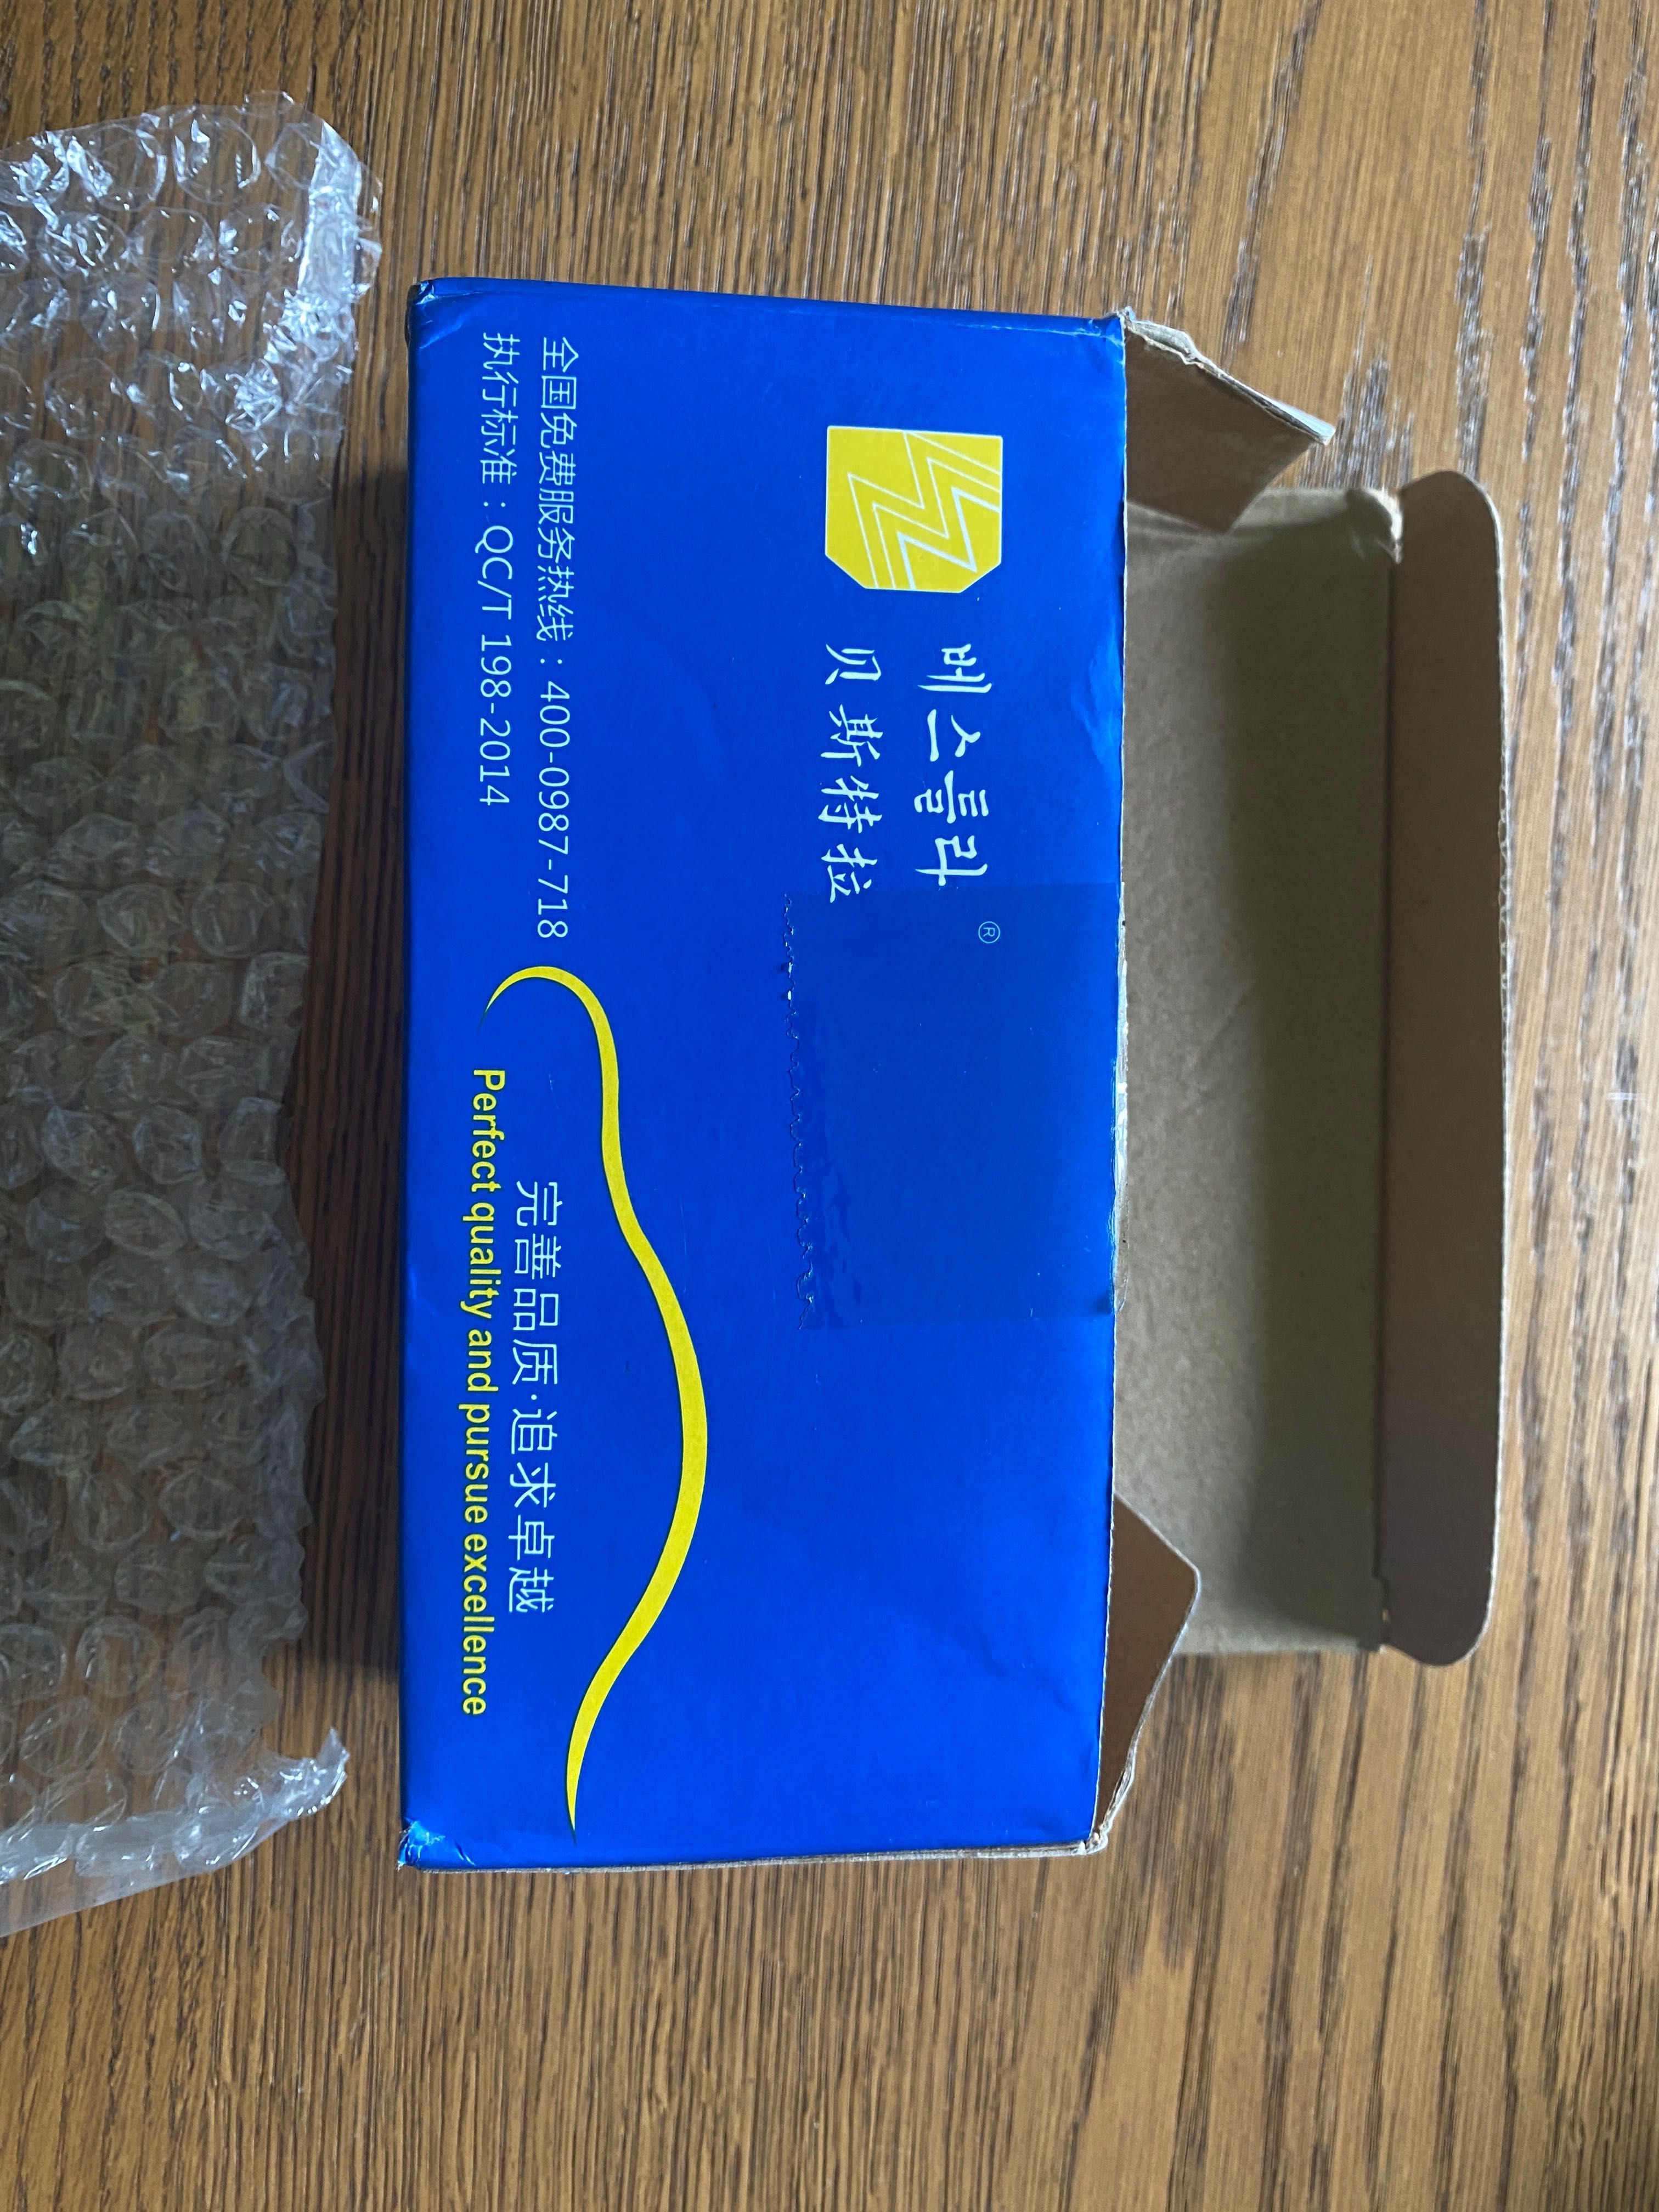 베스틀라 ®
贝斯特拉
全国免费服务热线：400-0987-718
执行标准：QC/T 198-2014
完善品质·追求卓越
Perfect quality and pursue excellence